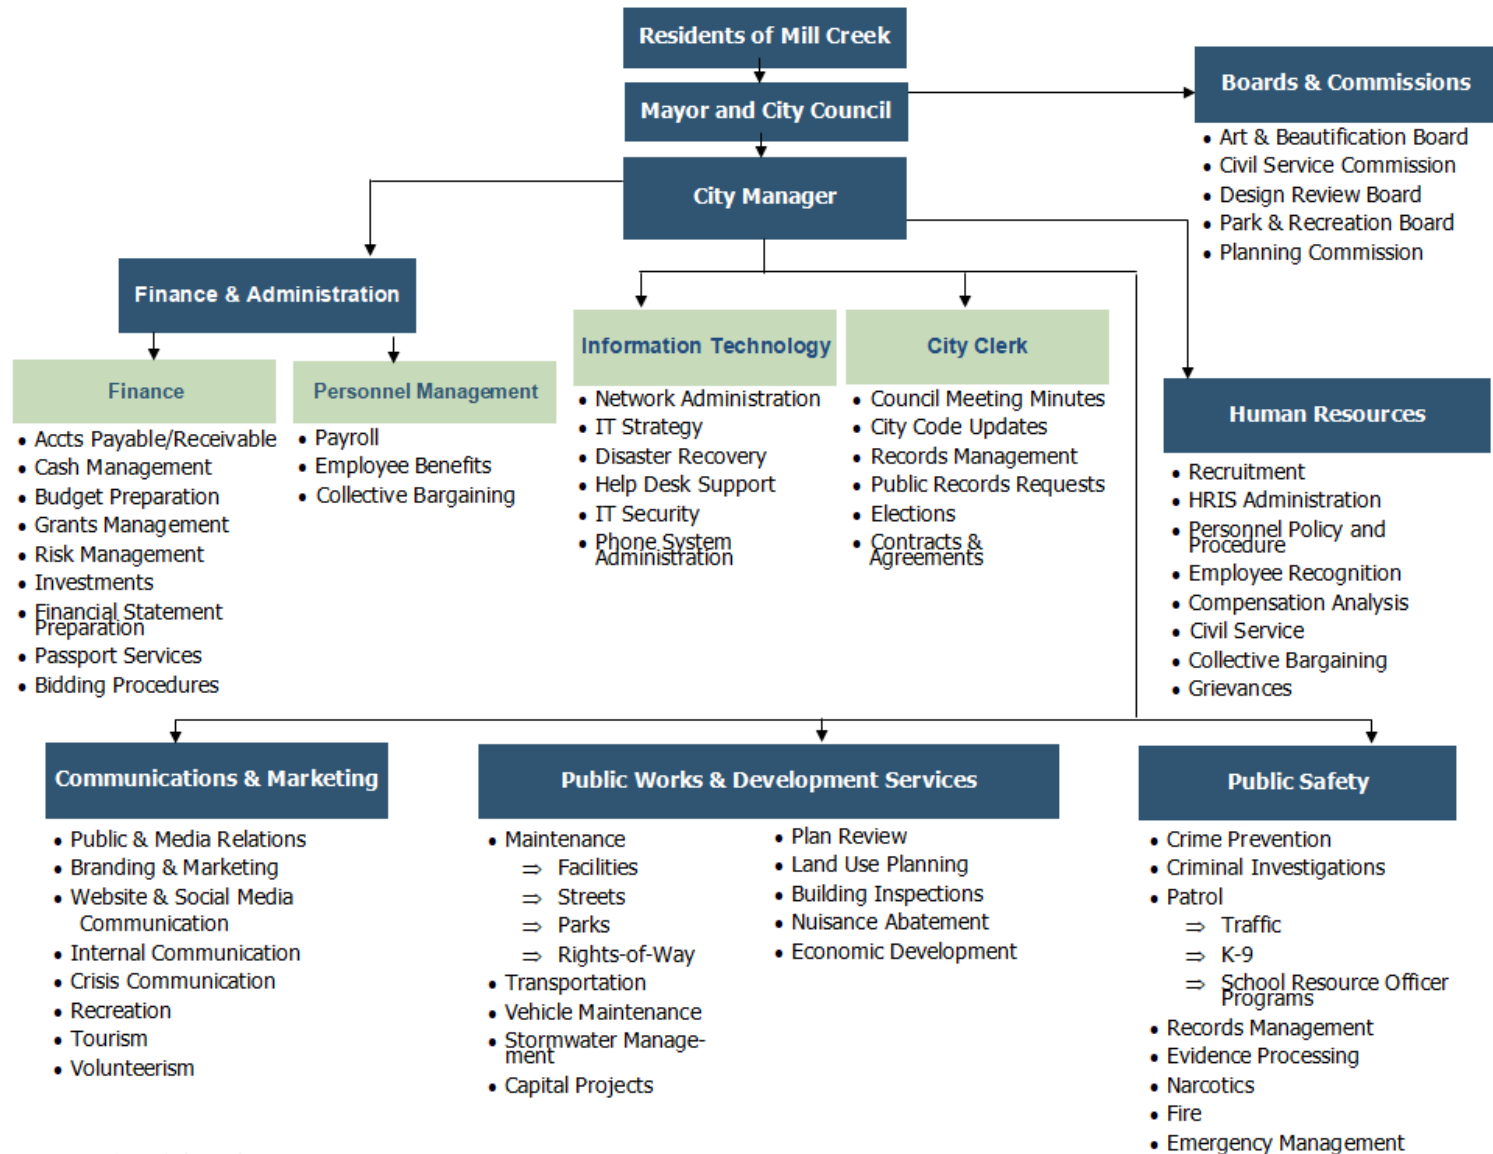 Residents of Mill Creek
Mayor and City Council
City Manager
Boards & Commissions
• Art & Beautification Board
• Civil Service Commission
• Design Review Board
• Park & Recreation Board
• Planning Commission
Finance & Administration
Finance
• Accts Payable/Receivable
• Cash Management
• Budget Preparation
• Grants Management
• Risk Management
• Investments
• Financial Statement
Preparation
• Passport Services
• Bidding Procedures
Personnel Management
• Payroll
• Employee Benefits
• Collective Bargaining
Information Technology
• Network Administration
• IT Strategy
• Disaster Recovery
• Help Desk Support
• IT Security
• Phone System
Administration
City Clerk
• Council Meeting Minutes
• City Code Updates
• Records Management
• Public Records Requests
• Elections
• Contracts &
Agreements
Human Resources
• Recruitment
• HRIS Administration
• Personnel Policy and
Procedure
• Employee Recognition
• Compensation Analysis
• Civil Service
• Collective Bargaining
• Grievances
Communications & Marketing
• Public & Media Relations
• Branding & Marketing
• Website & Social Media
Communication
• Internal Communication
• Crisis Communication
• Recreation
• Tourism
• Volunteerism
Public Works & Development Services
• Maintenance
⇒ Facilities
⇒ Streets
⇒ Parks
⇒ Rights-of-Way
• Transportation
• Vehicle Maintenance
• Stormwater Manage-
ment
• Capital Projects
• Plan Review
• Land Use Planning
• Building Inspections
• Nuisance Abatement
• Economic Development
Public Safety
• Crime Prevention
• Criminal Investigations
• Patrol
⇒ Traffic
⇒ K-9
⇒ School Resource Officer
Programs
• Records Management
• Evidence Processing
• Narcotics
• Fire
• Emergency Management